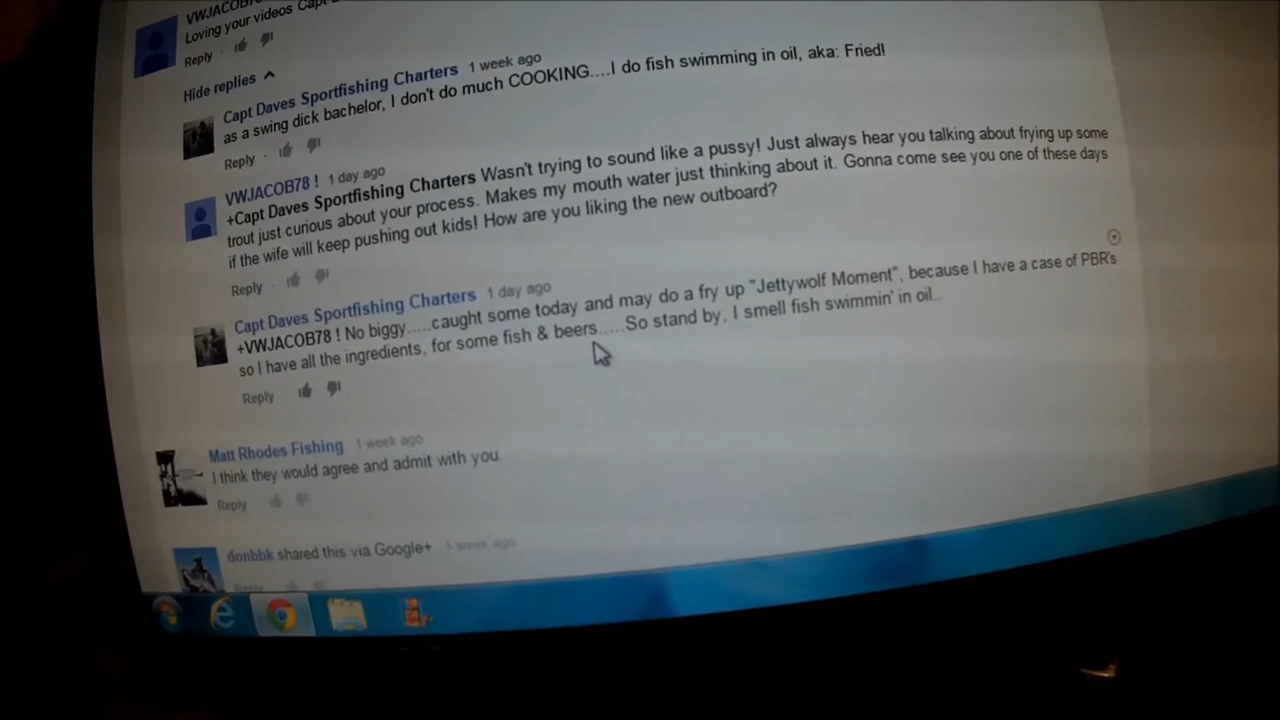 VWJACOB78
Loving your videos Capt
Reply
Hide replies
Capt Daves Sportfishing Charters 1 week ago
as a swing dick bachelor, I don't do much COOKING....I do fish swimming in oil, aka: Fried!
Reply
VWJACOB78 ! 1 day ago
+Capt Daves Sportfishing Charters Wasn't trying to sound like a pussy! Just always hear you talking about frying up some
trout just curious about your process. Makes my mouth water just thinking about it. Gonna come see you one of these days
if the wife will keep pushing out kids! How are you liking the new outboard?
Reply
Capt Daves Sportfishing Charters 1 day ago
+VWJACOB78 ! No biggy.....caught some today and may do a fry up "Jettywolf Moment", because I have a case of PBR's
so I have all the ingredients, for some fish & beers.....So stand by, I smell fish swimmin' in oil..
Reply
Matt Rhodes Fishing 1 week ago
I think they would agree and admit with you.
Reply
donbbk shared this via Google+ 1 week ago
Reply